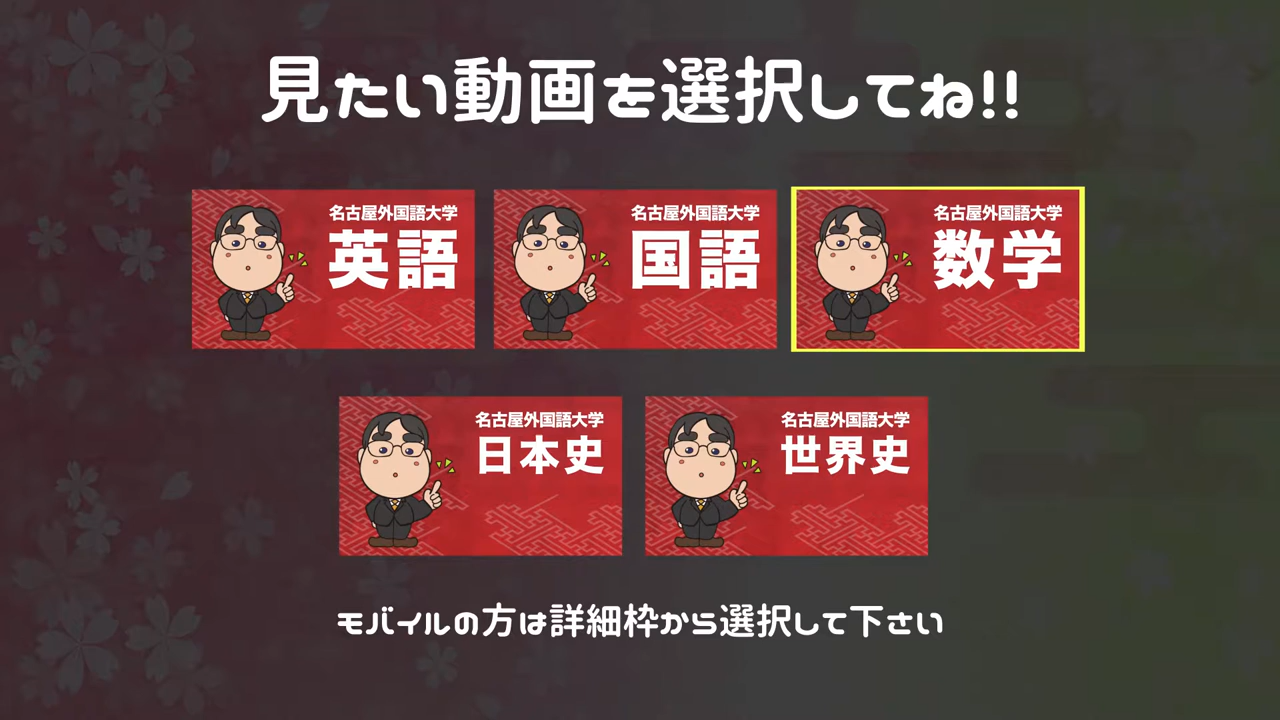 見たい動画を選択してね!!
名古屋外国語大学
英語
名古屋外国語大学
国語
名古屋外国語大学
数学
名古屋外国語大学
日本史
名古屋外国語大学
世界史
モバイルの方は詳細枠から選択して下さい